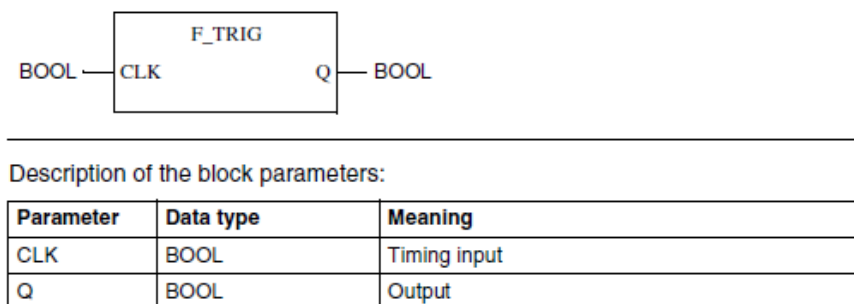 F_TRIG
BOOL CLK Q BOOL
Description of the block parameters:
Parameter Data type Meaning
CLK BOOL Timing input
Q BOOL Output